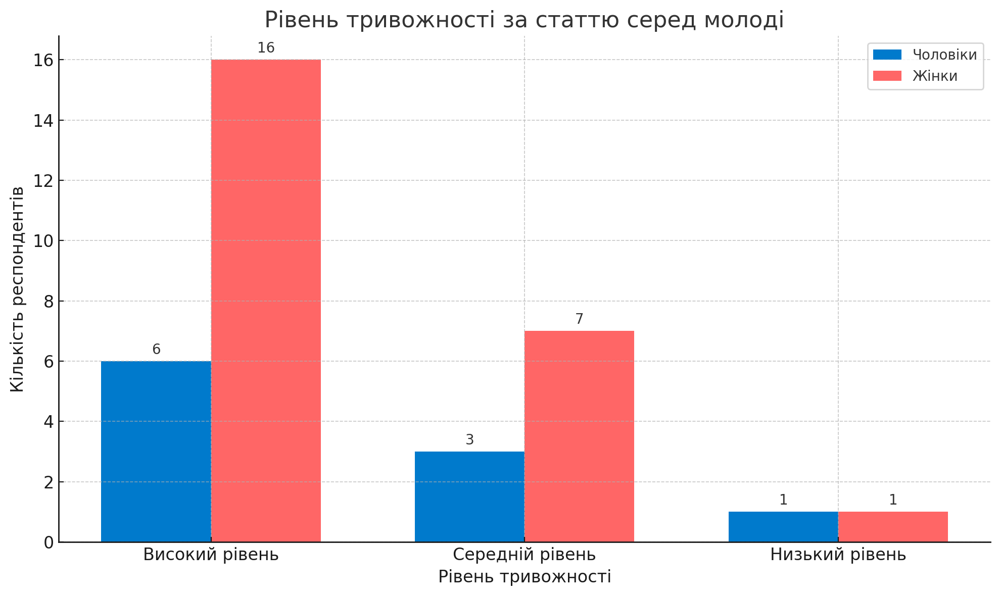 Рівень тривожності за статтю серед молоді
Чоловіки
Жінки
Кількість респондентів
16
14
12
10
8
6
4
2
0
6
16
3
7
1
1
Високий рівень
Середній рівень
Низький рівень
Рівень тривожності